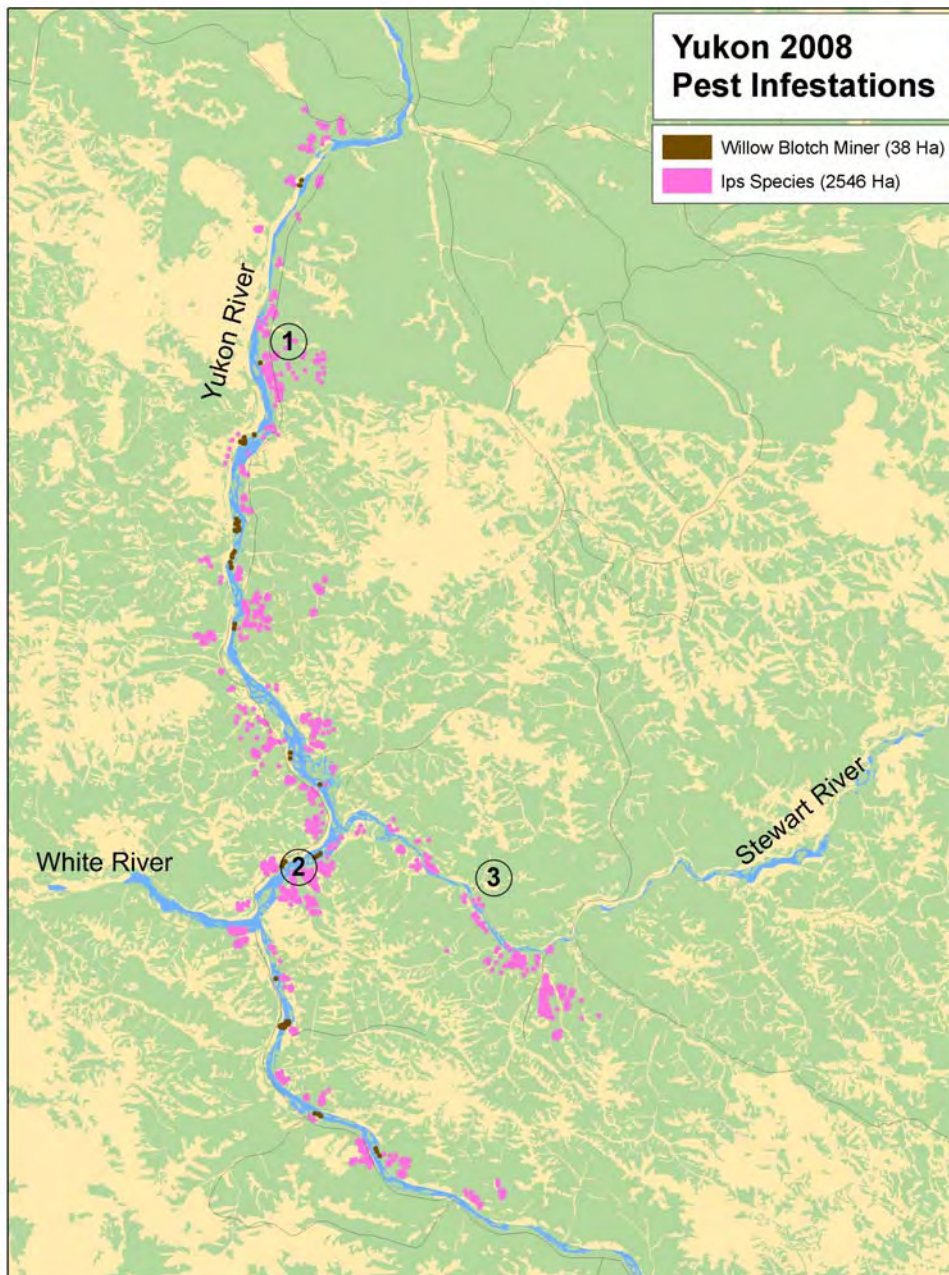 Yukon 2008
Pest Infestations
Willow Blotch Miner (38 Ha)
Ips Species (2546 Ha)
Yukon River
1
Stewart River
White River
2
3